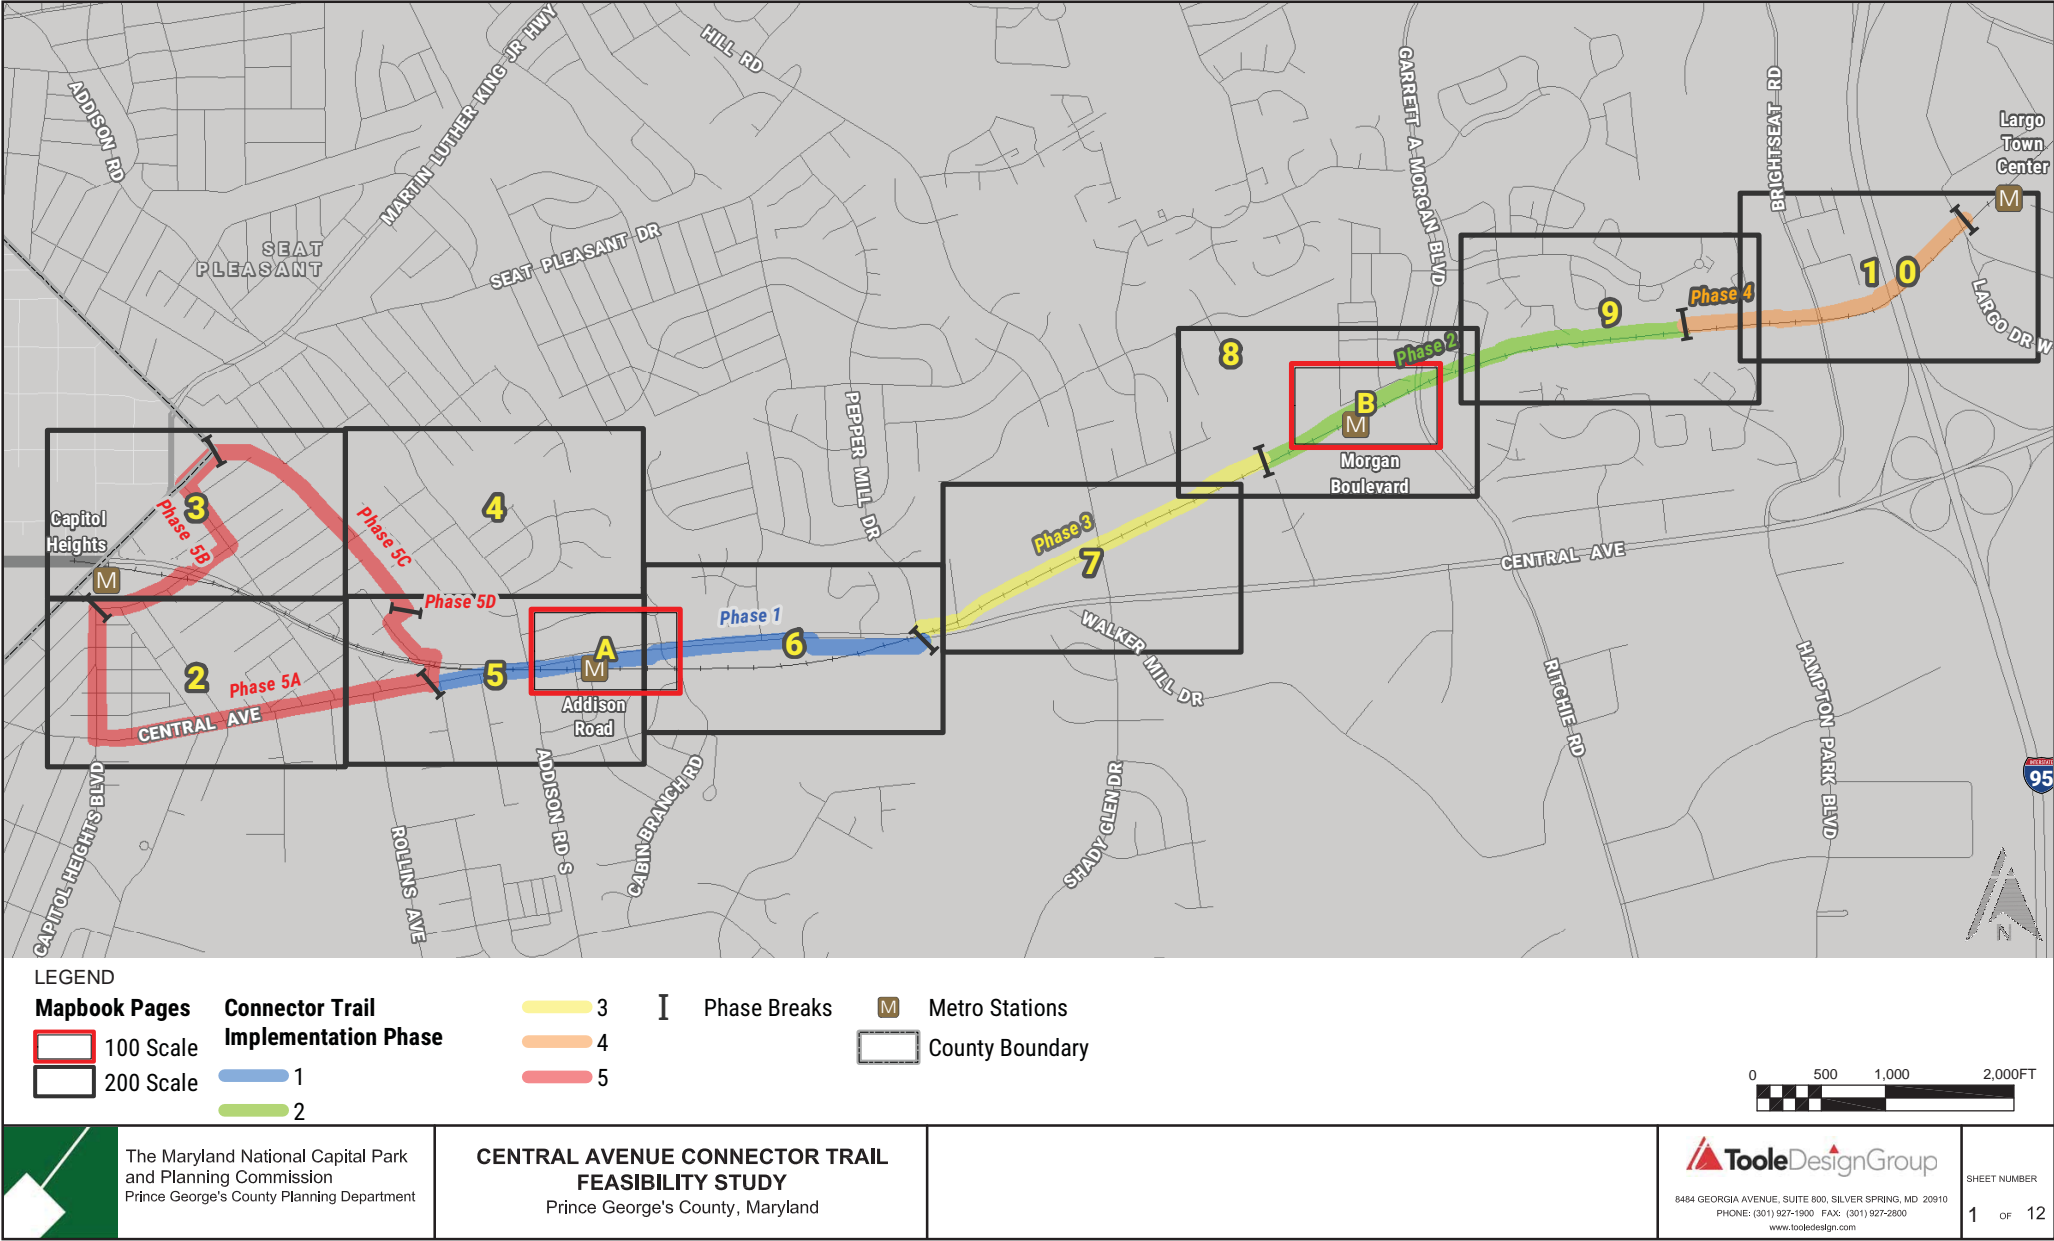 ADDISON RD
MARTIN LUTHER KING JR HWY
HILL RD
GARRETT A MORGAN BLVD
BRIGHTSEAT RD
Largo
Town
Center
M
SEAT
PLEASANT
SEAT PLEASANT DR
PEPPER MILL DR
LARGO DR W
10
Phase 4
9
Phase 2
8
B
M
Morgan
Boulevard
Capitol
Heights
M
3
Phase 5B
Phase 5C
4
Phase 3
7
CENTRAL AVE
Phase 5D
Phase 1
6
A
M
5
Addison
Road
WALKER MILL DR
2
Phase 5A
CENTRAL AVE
CAPITOL HEIGHTS BLVD
ROLLINS AVE
ADDISON RD S
CABIN BRANCH RD
SHADY GLEN DR
RITCHIE RD
HAMPTON PARK BLVD
INTERSTATE
95
N
LEGEND
Mapbook Pages
100 Scale
200 Scale
Connector Trail
Implementation Phase
1
2
3
4
5
Phase Breaks
M Metro Stations
County Boundary
0 500 1,000 2,000FT
The Maryland National Capital Park
and Planning Commission
Prince George's County Planning Department
CENTRAL AVENUE CONNECTOR TRAIL
FEASIBILITY STUDY
Prince George's County, Maryland
TooleDesignGroup
8484 GEORGIA AVENUE, SUITE 800, SILVER SPRING, MD 20910
PHONE: (301) 927-1900 FAX: (301) 927-2800
www.tooledesign.com
SHEET NUMBER
1 OF 12